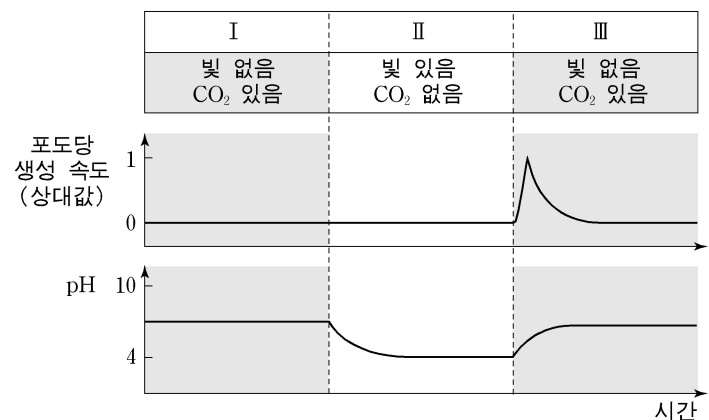 Ⅰ
Ⅱ
Ⅲ
빛 없음
CO₂ 있음
빛 있음
CO₂ 없음
빛 없음
CO₂ 있음
포도당
생성 속도
(상대값)
1
0
pH
10
4
시간